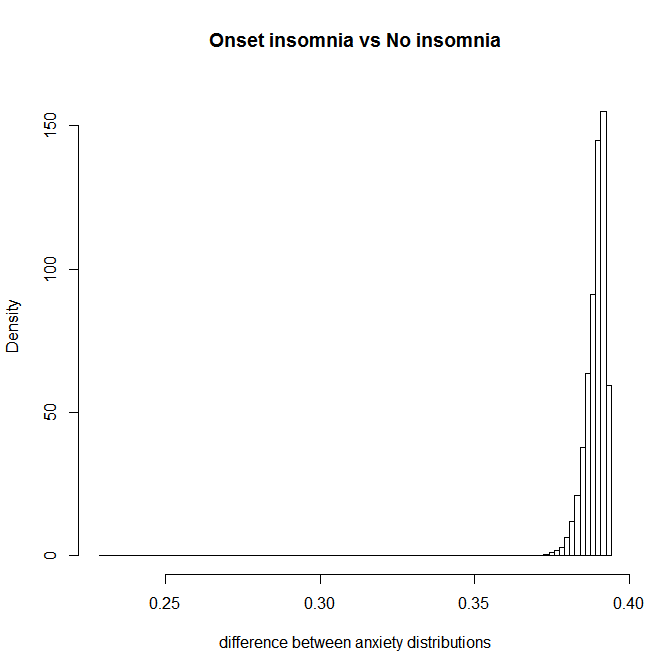 Onset insomnia vs No insomnia
Density
150
100
50
0
0.25 0.30 0.35 0.40
difference between anxiety distributions